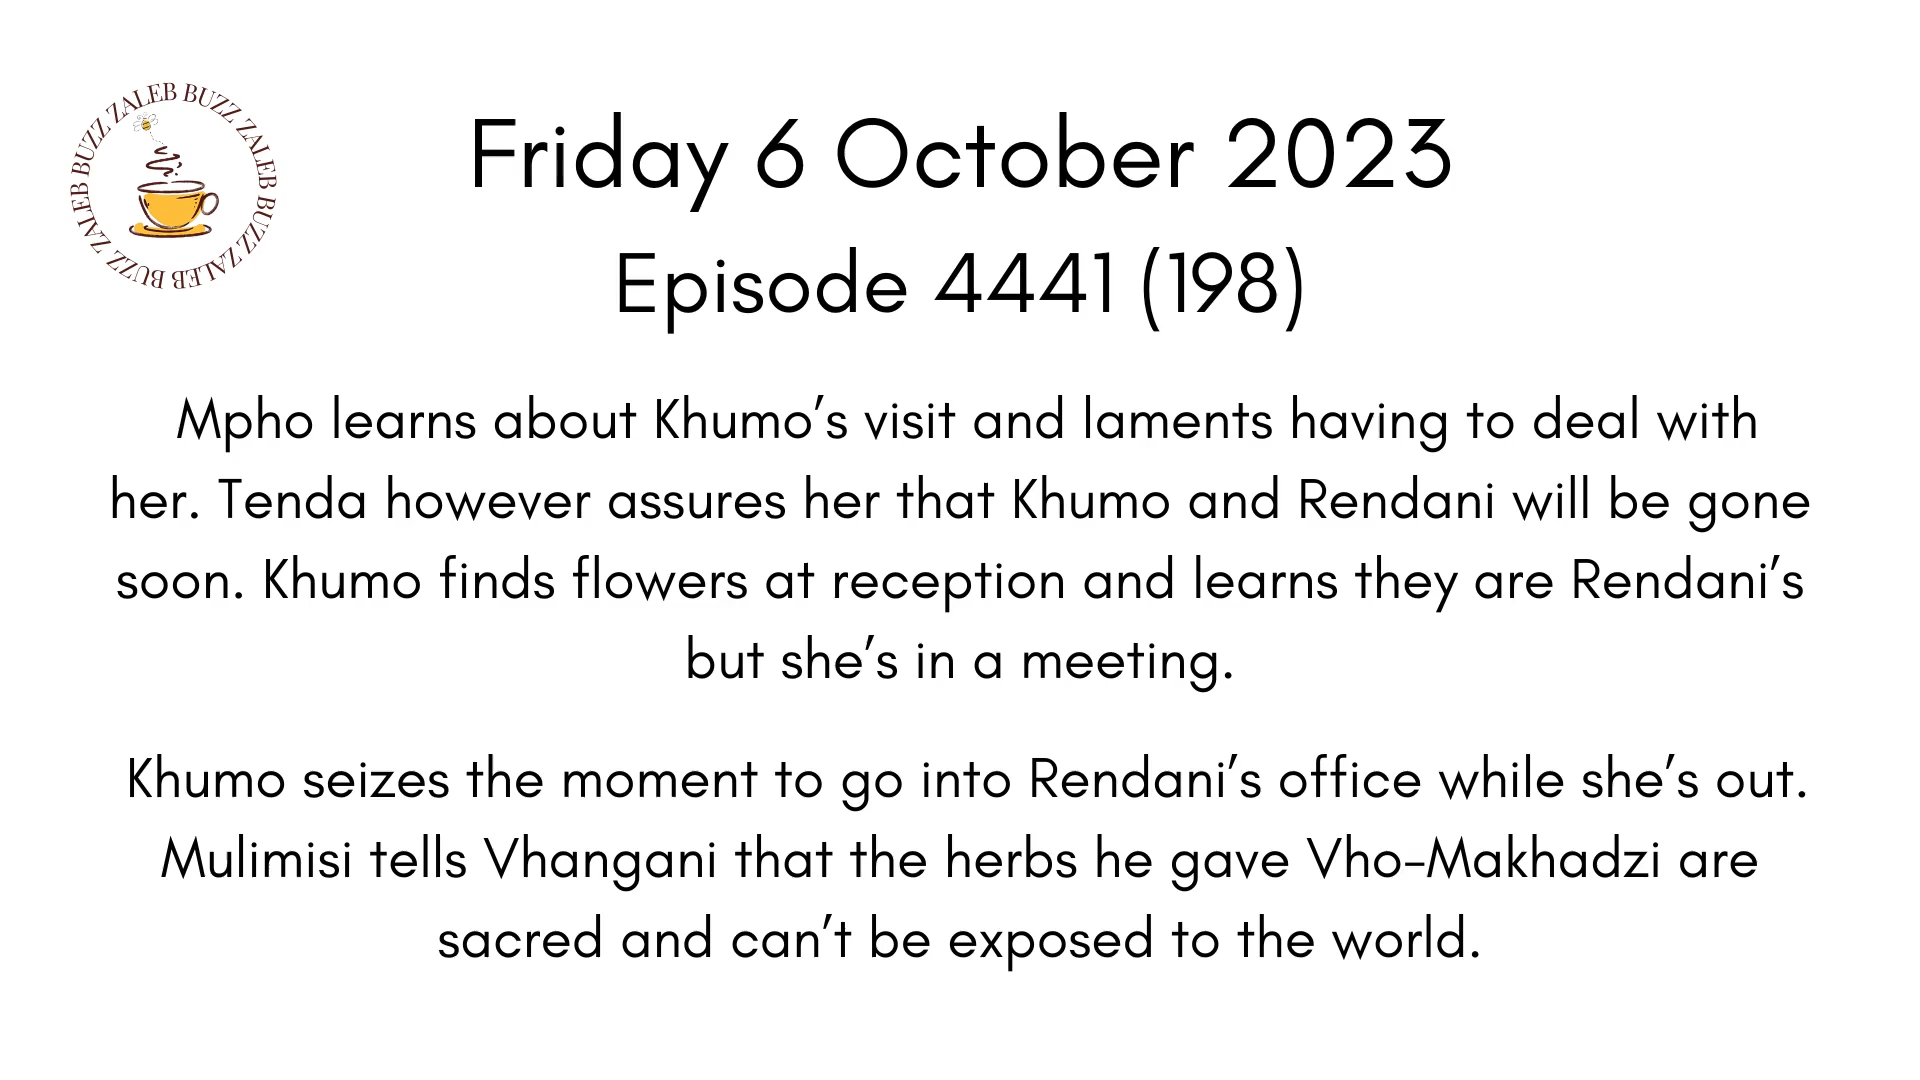 ZALEB BUZZ ZALEB BUZZ ZALEB BUZZ ZALEB BUZZ
Friday 6 October 2023
Episode 4441 (198)
Mpho learns about Khumo’s visit and laments having to deal with
her. Tenda however assures her that Khumo and Rendani will be gone
soon. Khumo finds flowers at reception and learns they are Rendani’s
but she’s in a meeting.
Khumo seizes the moment to go into Rendani’s office while she’s out.
Mulimisi tells Vhangani that the herbs he gave Vho-Makhadzi are
sacred and can’t be exposed to the world.